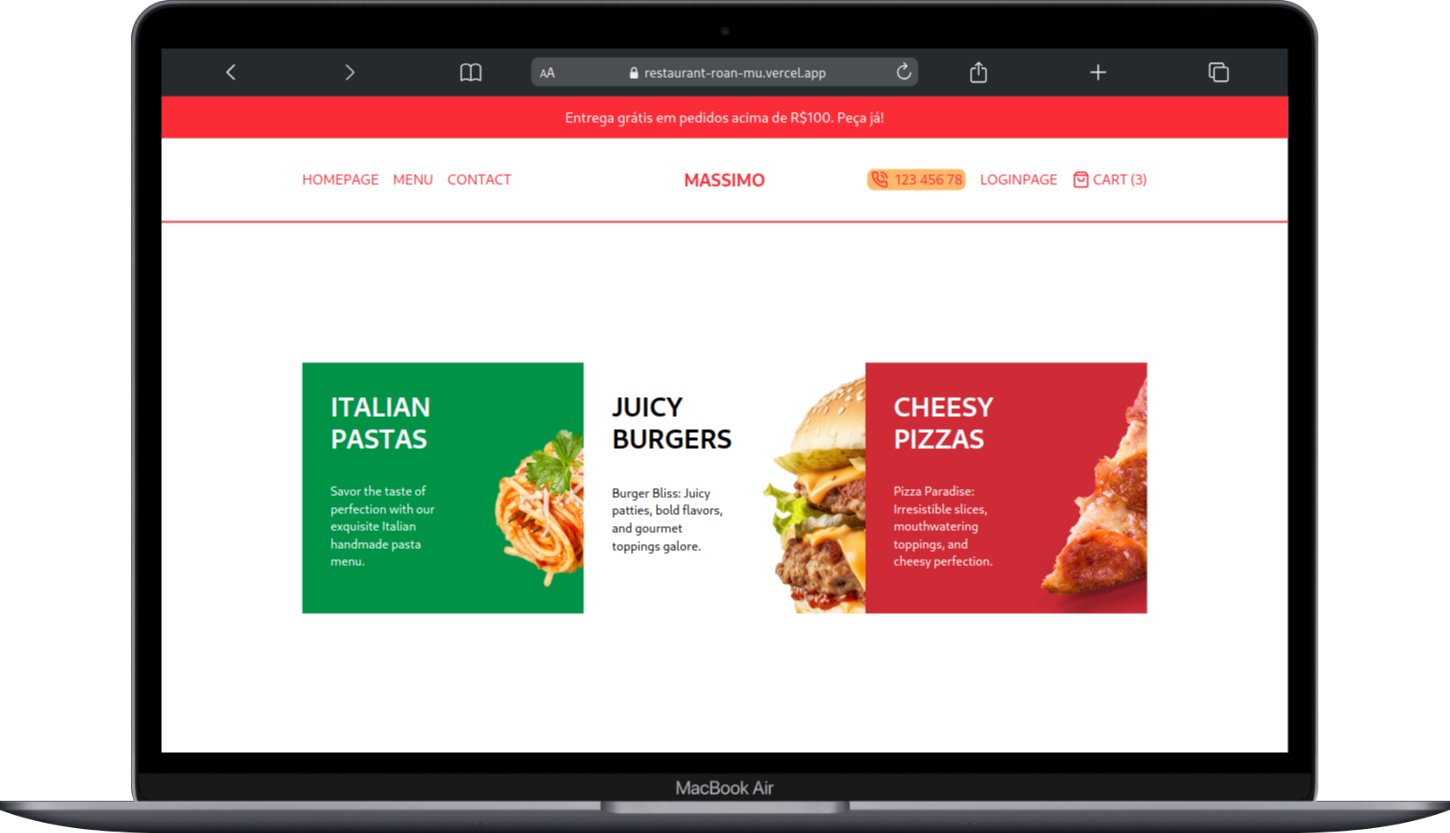 AA restaurant-roan-mu.vercel.app
Entrega grátis em pedidos acima de R$100. Peça já!
HOMEPAGE MENU CONTACT MASSIMO 123 456 78 LOGINPAGE CART (3)
ITALIAN
PASTAS
Savor the taste of
perfection with our
exquisite Italian
handmade pasta
menu.
JUICY
BURGERS
Burger Bliss: Juicy
patties, bold flavors,
and gourmet
toppings galore.
CHEESY
PIZZAS
Pizza Paradise:
Irresistible slices,
mouthwatering
toppings, and
cheesy perfection.
MacBook Air